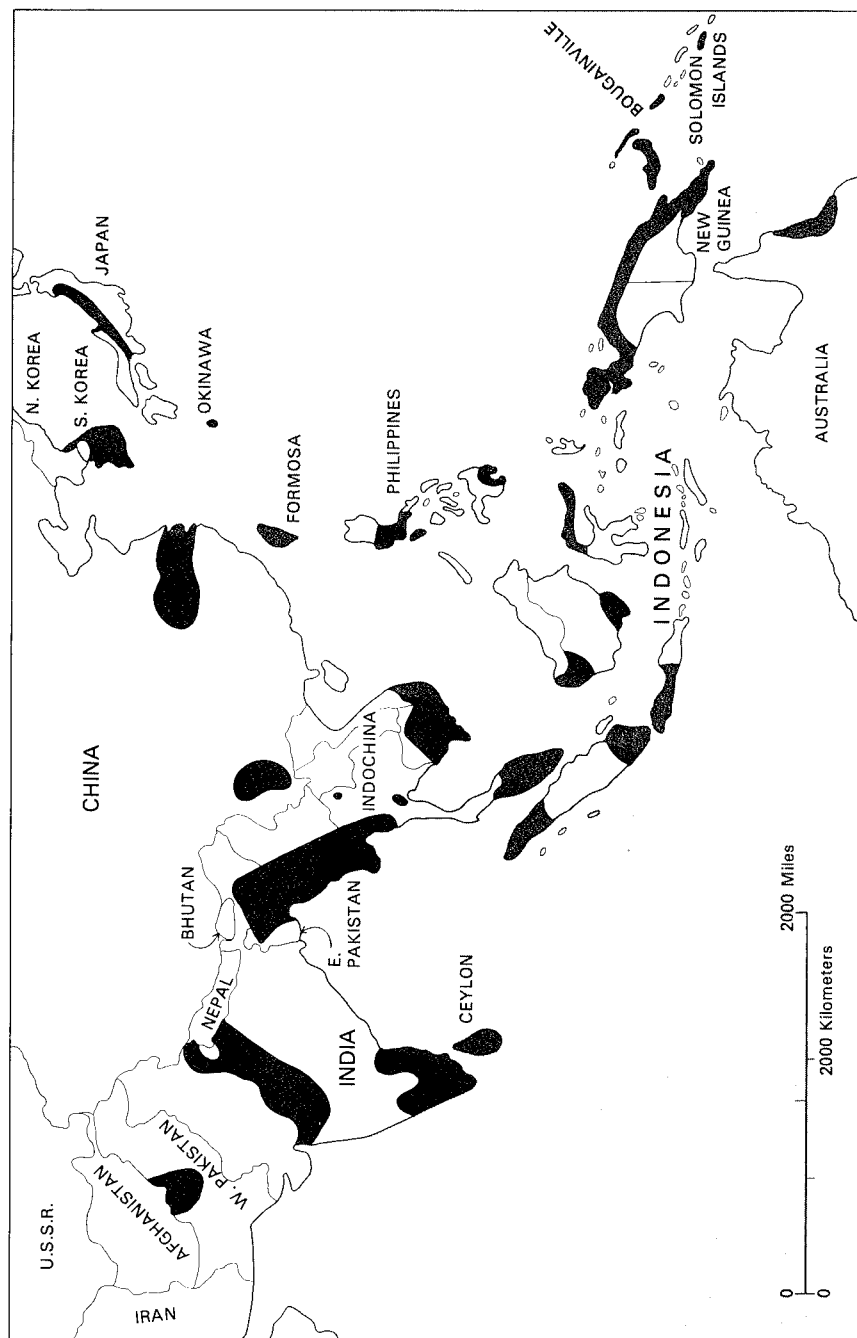 U.S.S.R.
IRAN
AFGHANISTAN
W. PAKISTAN
NEPAL
BHUTAN
INDIA
E.
PAKISTAN
CEYLON
CHINA
INDOCHINA
N. KOREA
S. KOREA
JAPAN
OKINAWA
FORMOSA
PHILIPPINES
INDONESIA
BOUGAINVILLE
SOLOMON
ISLANDS
NEW
GUINEA
AUSTRALIA
0 2000 Miles
0 2000 Kilometers